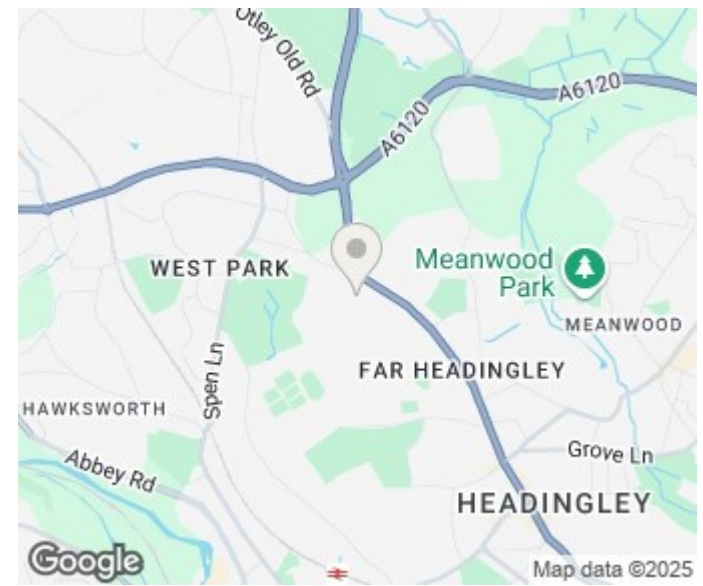 Otley Old Rd
A6120
A6120
WEST PARK
Meanwood
Park
MEANWOOD
FAR HEADINGLEY
Spen Ln
HAWKSWORTH
Abbey Rd
Grove Ln
HEADINGLEY
Google
Map data ©2025